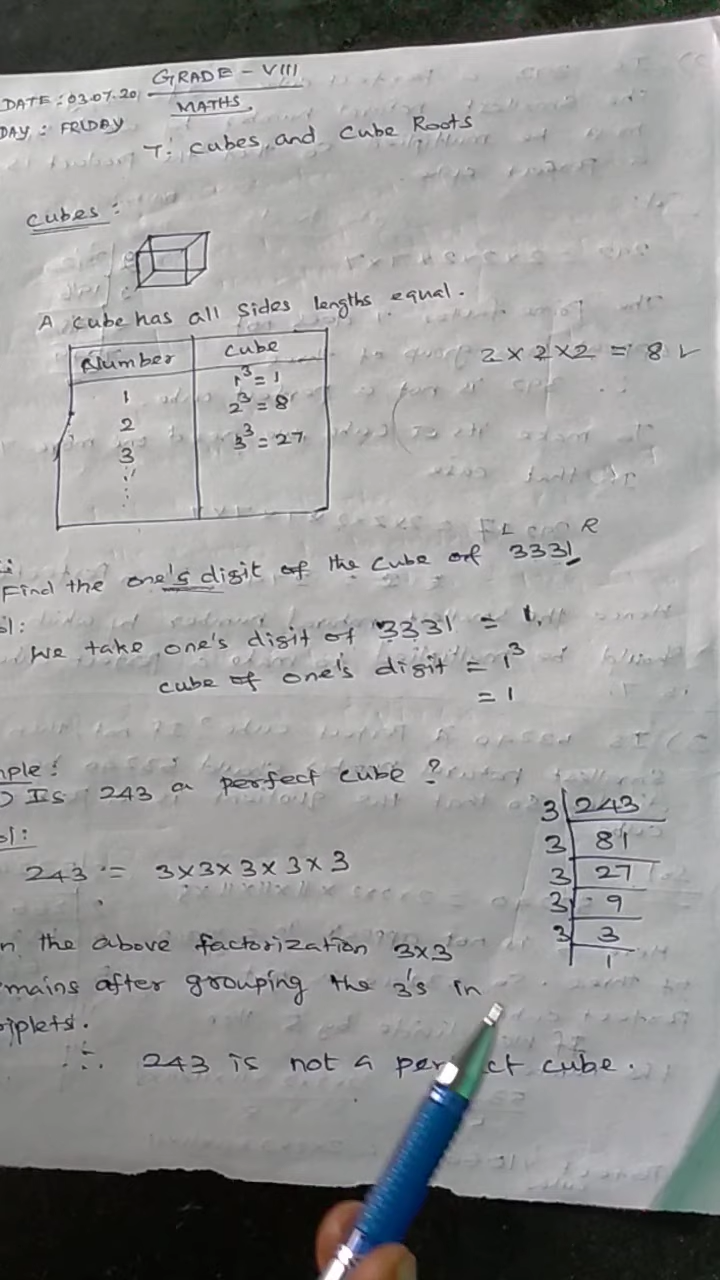 GRADE - VIII
DATE : 03.07.20
MATHS.
DAY : FRIDAY
T: Cubes and Cube Roots
Cubes :
A cube has all sides lengths equal.
Number Cube
1 1³ = 1
2 2³ = 8
3 3³ = 27
2 × 2 × 2 = 8 ✓
L R
Find the one's digit of the cube of 3331
ol:
We take one's digit of 3331 = 1.
cube of one's digit = 1³
= 1
mple :
Is 243 a perfect cube ?
ol:
243 = 3×3×3×3×3
3 243
3 81
3 27
3 9
3 3
1
n the above factorization 3×3
mains after grouping the 3's in
riplets.
∴ 243 is not a per ct cube.